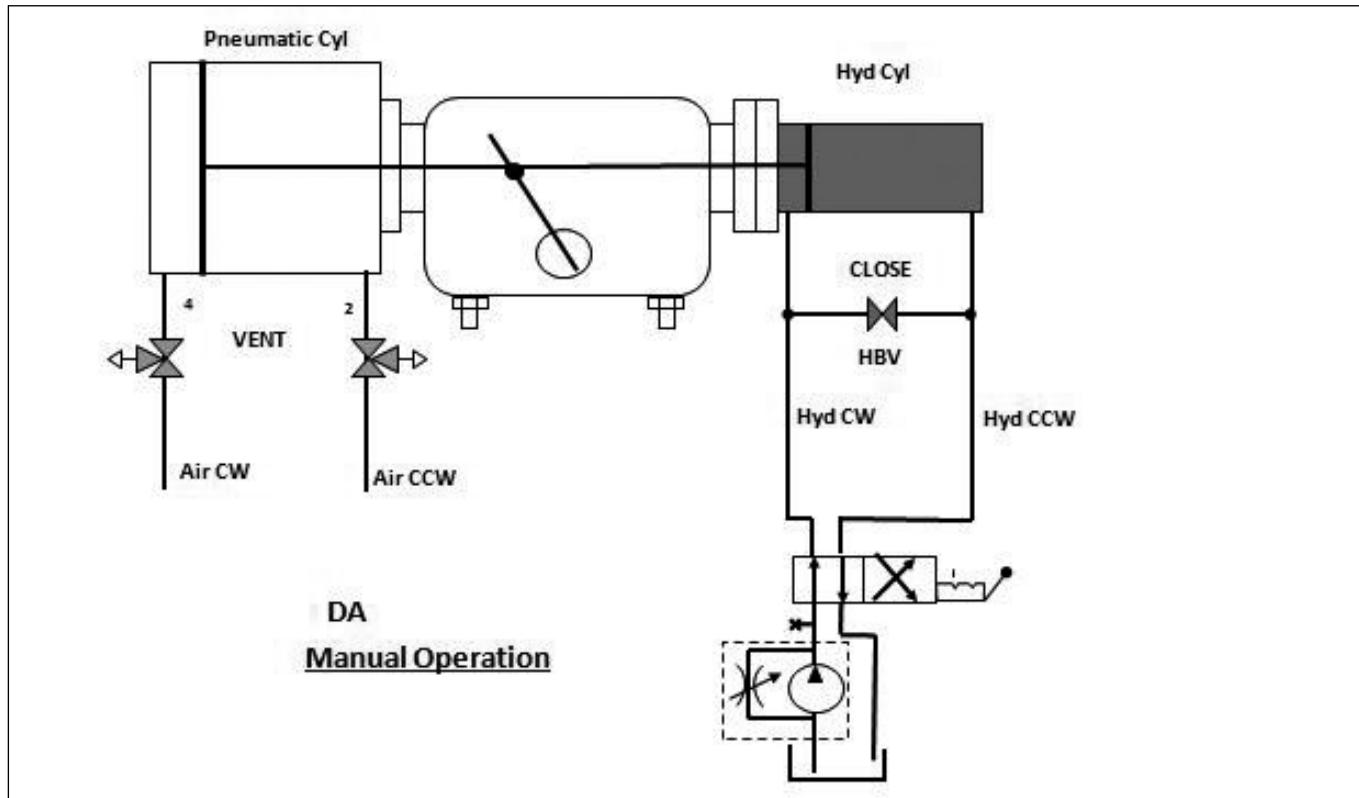 Pneumatic Cyl
Hyd Cyl
4
2
VENT
CLOSE
HBV
Hyd CW
Hyd CCW
Air CW
Air CCW
DA
Manual Operation